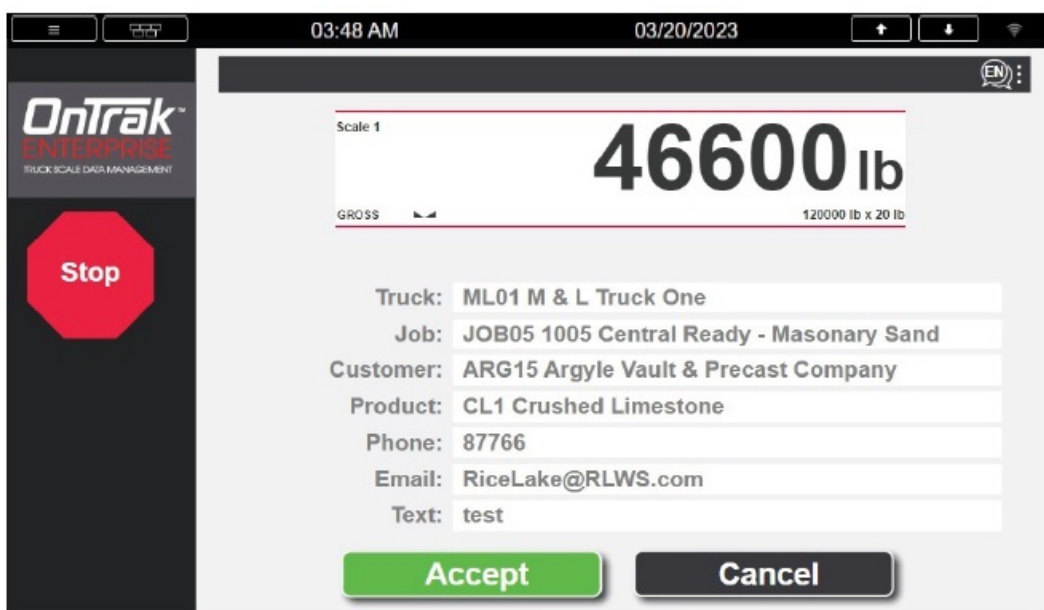 03:48 AM 03/20/2023
EN
OnTrak™
ENTERPRISE
TRUCK SCALE DATA MANAGEMENT
Stop
Scale 1
46600 lb
GROSS 120000 lb x 20 lb
Truck: ML01 M & L Truck One
Job: JOB05 1005 Central Ready - Masonary Sand
Customer: ARG15 Argyle Vault & Precast Company
Product: CL1 Crushed Limestone
Phone: 87766
Email: RiceLake@RLWS.com
Text: test
Accept Cancel